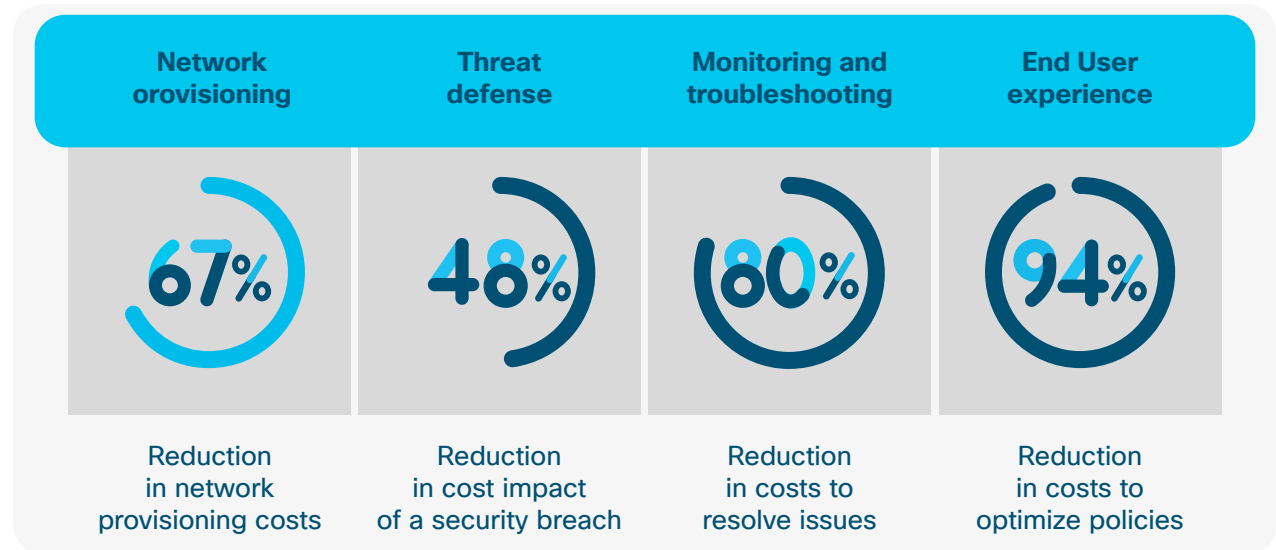 Network
orovisioning
Threat
defense
Monitoring and
troubleshooting
End User
experience
67%
48%
80%
94%
Reduction
in network
provisioning costs
Reduction
in cost impact
of a security breach
Reduction
in costs to
resolve issues
Reduction
in costs to
optimize policies